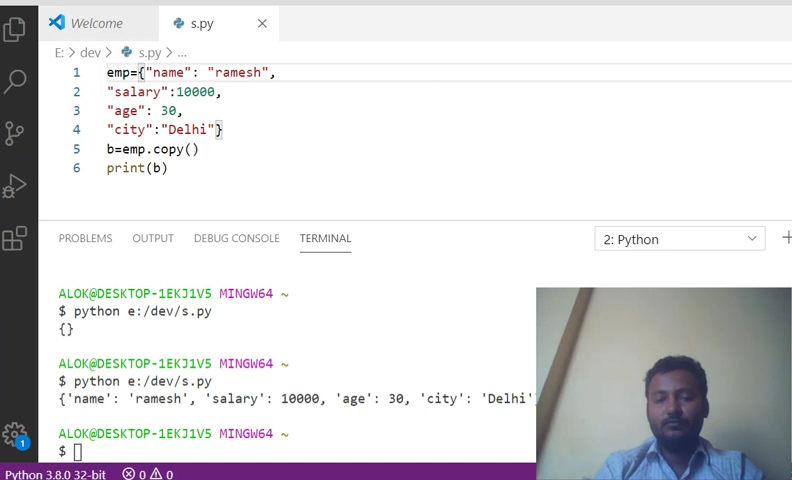 Welcome
s.py
E: > dev > s.py > ...
1 emp={"name": "ramesh",
2 "salary":10000,
3 "age": 30,
4 "city":"Delhi"}
5 b=emp.copy()
6 print(b)
PROBLEMS OUTPUT DEBUG CONSOLE TERMINAL 2: Python
ALOK@DESKTOP-1EKJ1V5 MINGW64 ~
$ python e:/dev/s.py
{}
ALOK@DESKTOP-1EKJ1V5 MINGW64 ~
$ python e:/dev/s.py
{'name': 'ramesh', 'salary': 10000, 'age': 30, 'city': 'Delhi'
ALOK@DESKTOP-1EKJ1V5 MINGW64 ~
$
1
Python 3.8.0 32-bit 0 0